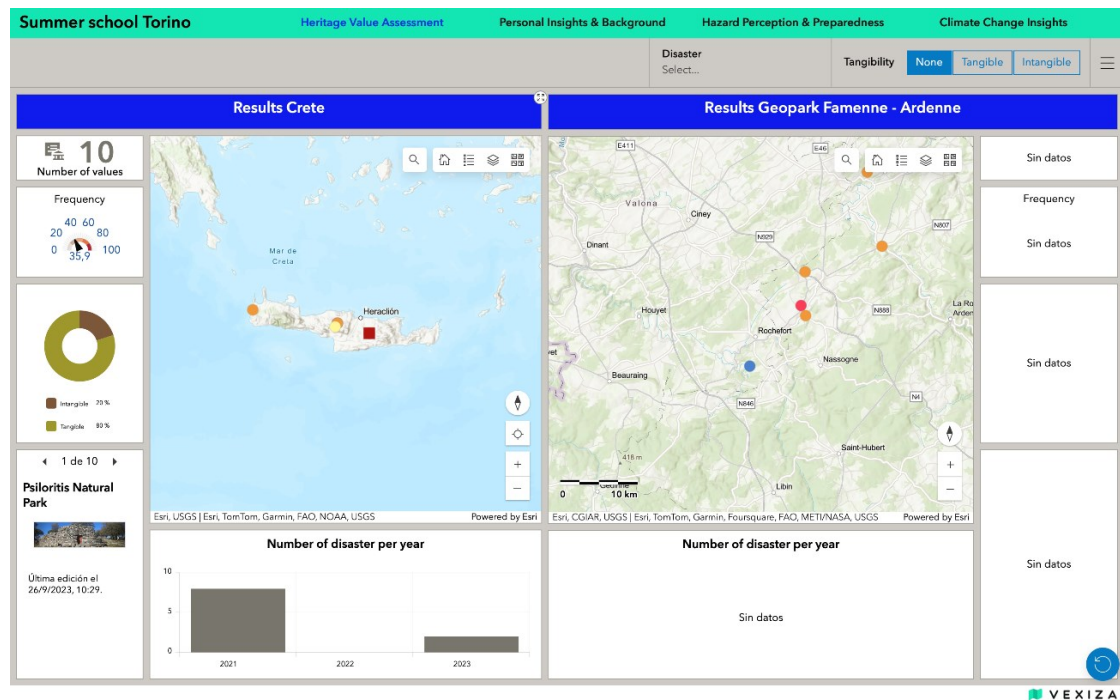 Summer school Torino
Heritage Value Assessment
Personal Insights & Background
Hazard Perception & Preparedness
Climate Change Insights
Disaster
Select...
Tangibility
None
Tangible
Intangible
Results Crete
Results Geopark Famenne - Ardenne
10
Number of values
Frequency
0
20
40
60
80
100
35,9
Intangible 20 %
Tangible 80 %
1 de 10
Psiloritis Natural
Park
Última edición el
26/9/2023, 10:29.
Mar de
Creta
Heraclión
Esri, USGS | Esri, TomTom, Garmin, FAO, NOAA, USGS
Powered by Esri
Number of disaster per year
10
5
0
2021
2022
2023
E411
E46
Valona
Ciney
N807
N929
Dinant
Houyet
Rochefort
N888
La Ro
Arden
Nassogne
Beauraing
N846
N4
418 m
Saint-Hubert
Gedinne
Libin
0
10 km
Esri, CGIAR, USGS | Esri, TomTom, Garmin, Foursquare, FAO, METI/NASA, USGS
Powered by Esri
Number of disaster per year
Sin datos
Sin datos
Frequency
Sin datos
Sin datos
Sin datos
VEXIZA